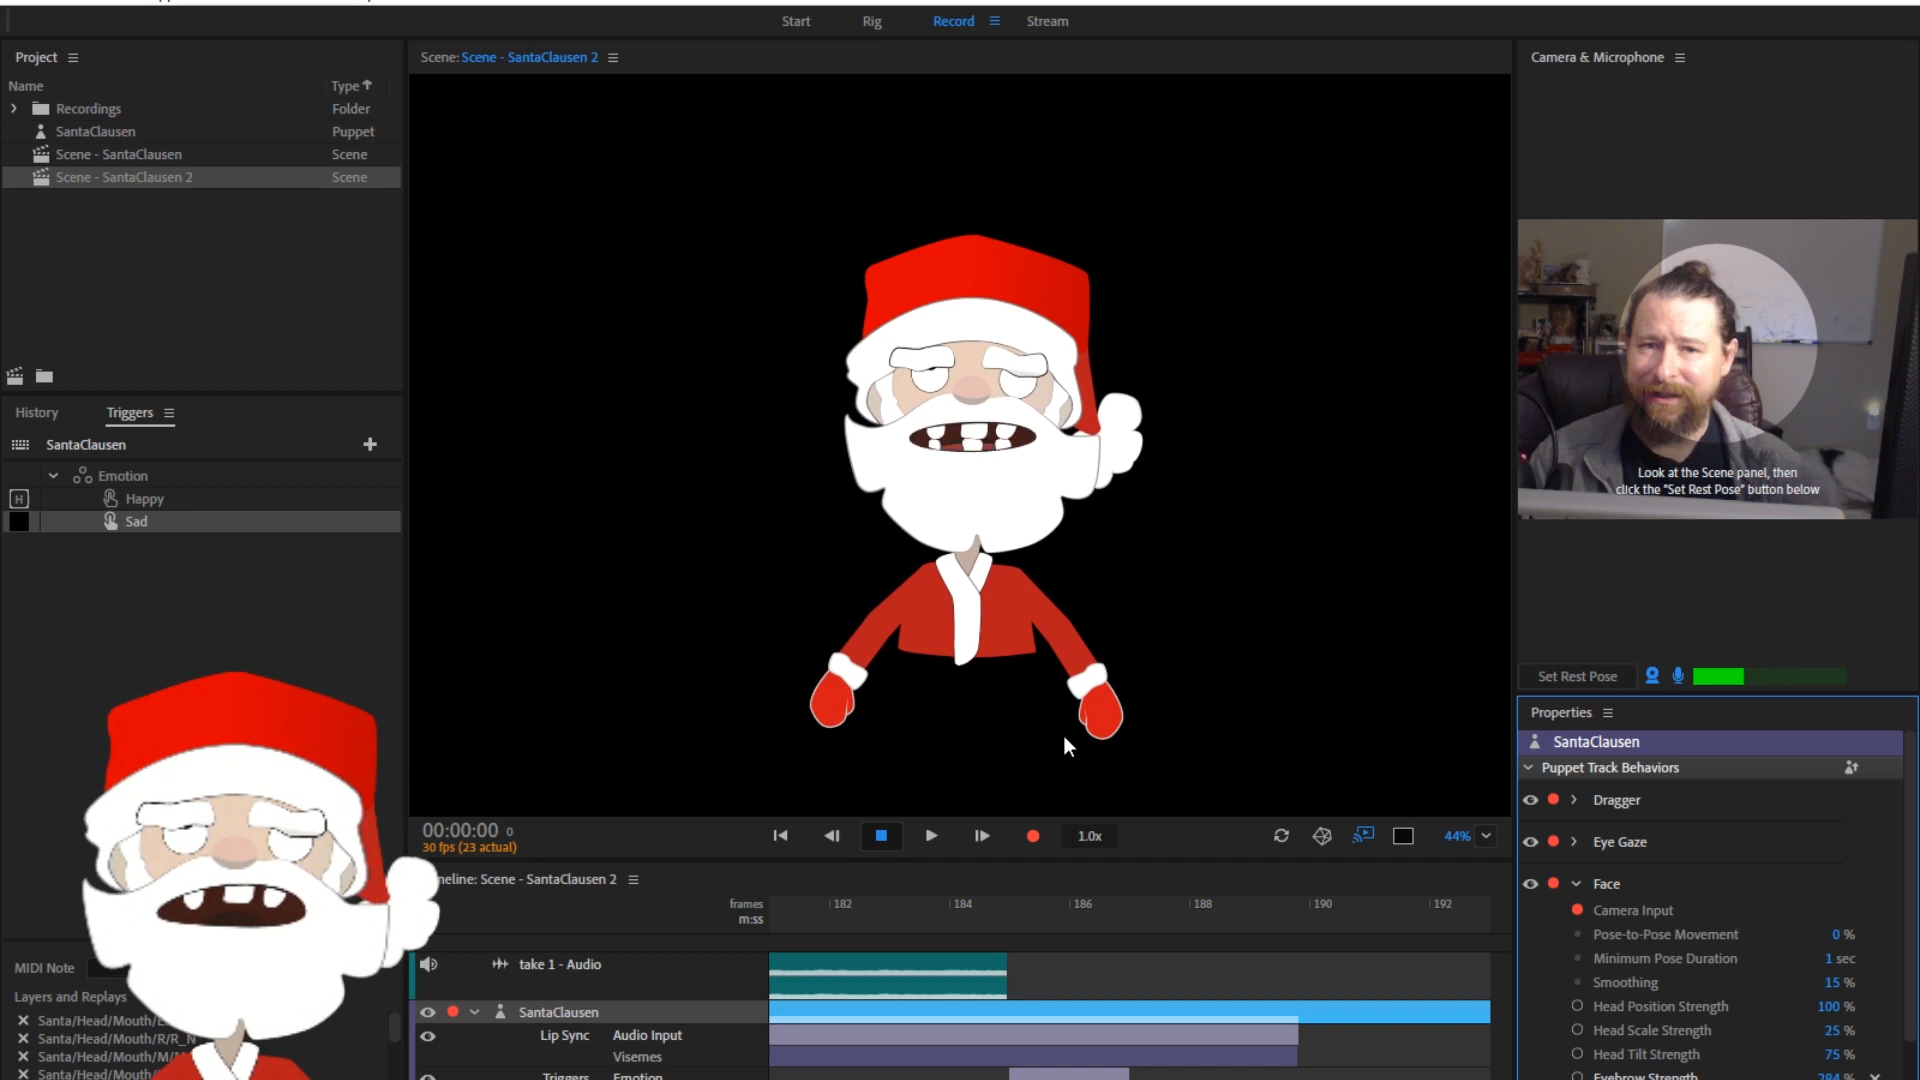 Start Rig Record Stream
Project
Name Type
Recordings Folder
SantaClausen Puppet
Scene - SantaClausen Scene
Scene - SantaClausen 2 Scene
History Triggers
SantaClausen
Emotion
H Happy
Sad
MIDI Note
Layers and Replays
Santa/Head/Mouth/
Santa/Head/Mouth/R/R_N
Santa/Head/Mouth/M/
Santa/Head/Mouth/
Scene: Scene - SantaClausen 2
00:00:00 0
30 fps (23 actual)
1.0x
44%
meline: Scene - SantaClausen 2
frames 182 184 186 188 190 192
m:ss
take 1 - Audio
SantaClausen
Lip Sync Audio Input
Visemes
Triggers Emotion
Camera & Microphone
Look at the Scene panel, then
click the "Set Rest Pose" button below
Set Rest Pose
Properties
SantaClausen
Puppet Track Behaviors
Dragger
Eye Gaze
Face
Camera Input
Pose-to-Pose Movement 0 %
Minimum Pose Duration 1 sec
Smoothing 15 %
Head Position Strength 100 %
Head Scale Strength 25 %
Head Tilt Strength 75 %
Eyebrow Strength 284 %